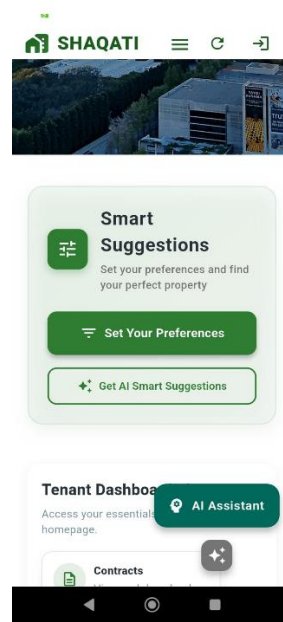 SHAQATI
Smart
Suggestions
Set your preferences and find
your perfect property
Set Your Preferences
Get AI Smart Suggestions
Tenant Dashboa
Access your essentials
homepage.
AI Assistant
Contracts